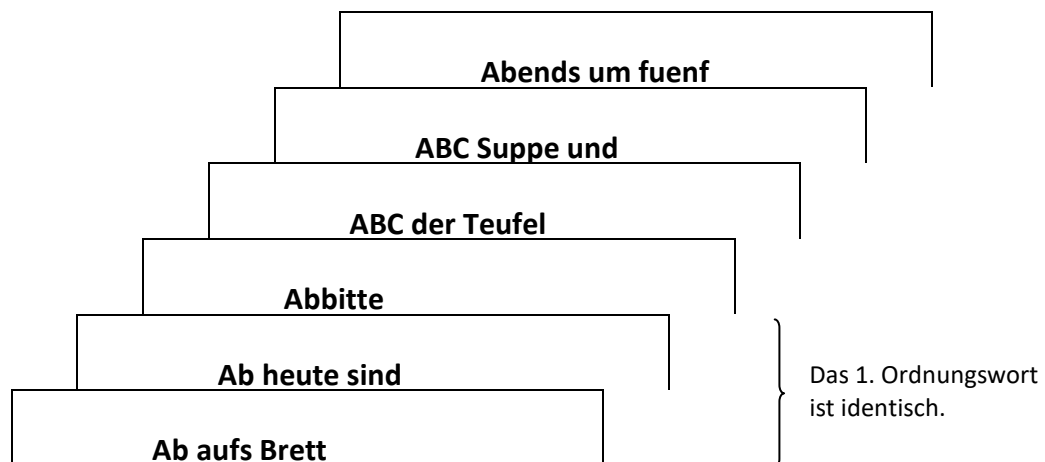 Abends um fuenf
ABC Suppe und
ABC der Teufel
Abbitte
Ab heute sind
Das 1. Ordnungswort
ist identisch.
Ab aufs Brett